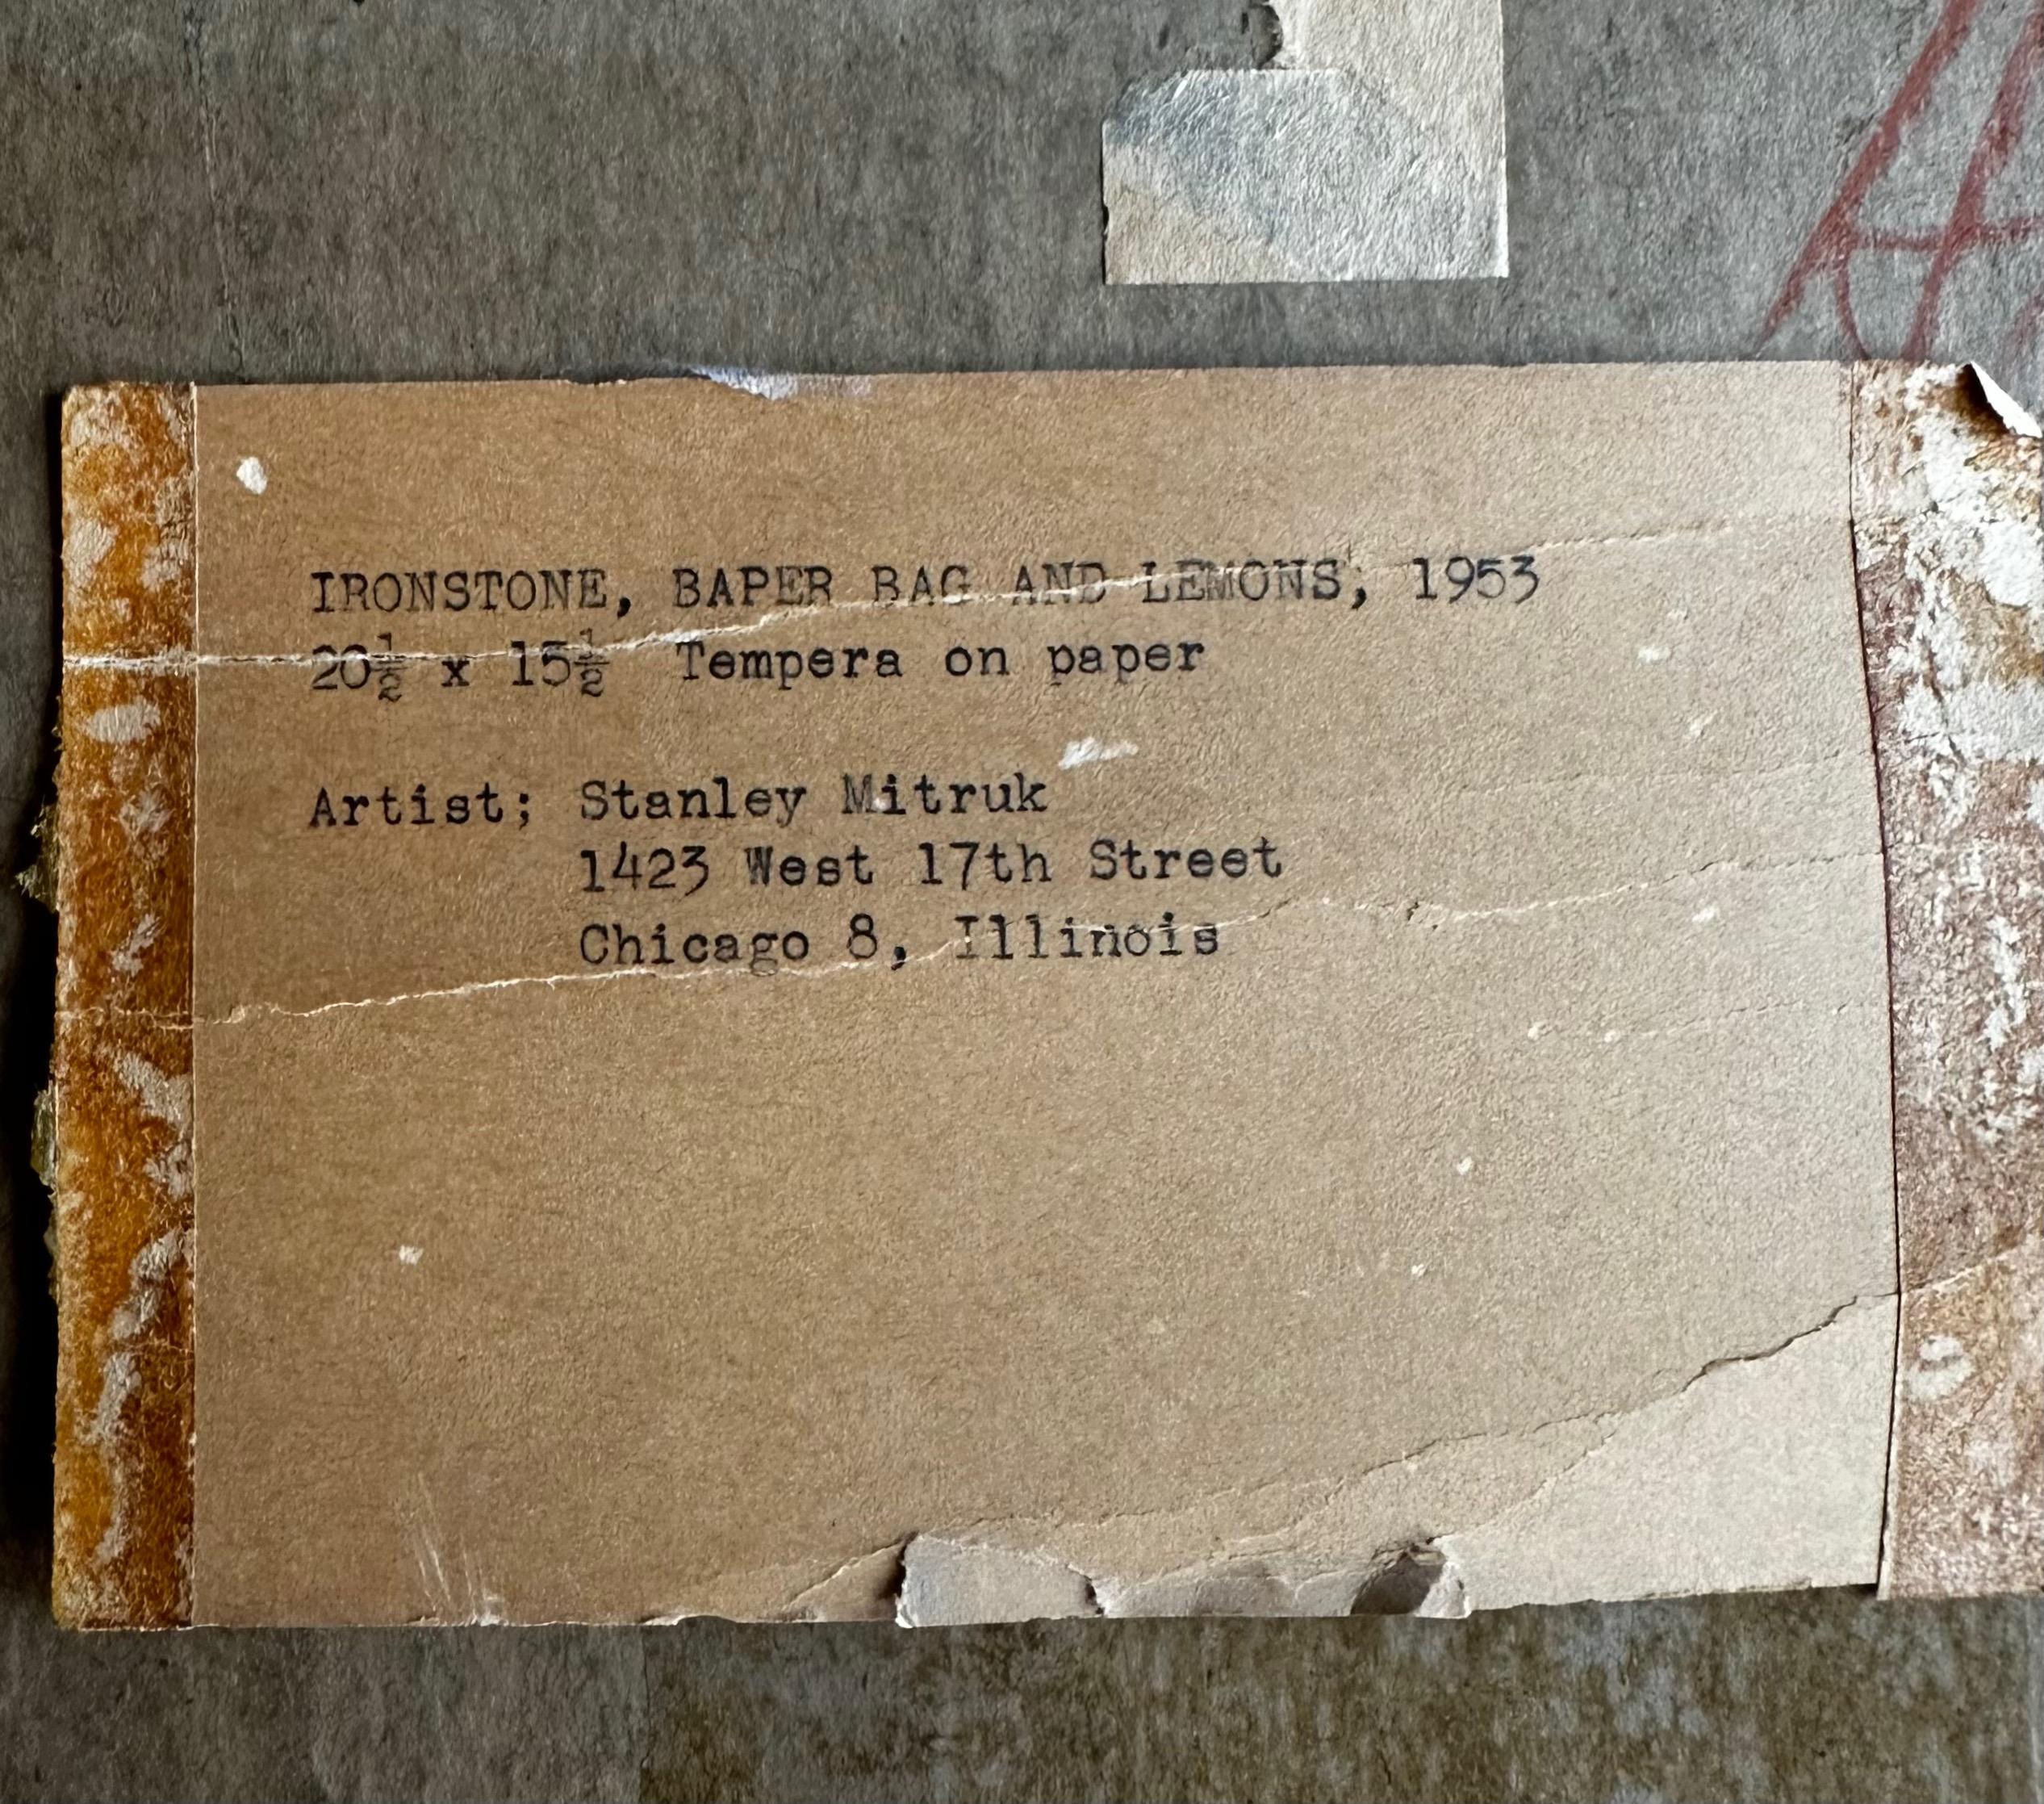 IRONSTONE, BAPER BAG AND LEMONS, 1953
20½ x 15½ Tempera on paper
Artist; Stanley Mitruk
1423 West 17th Street
Chicago 8, Illinois